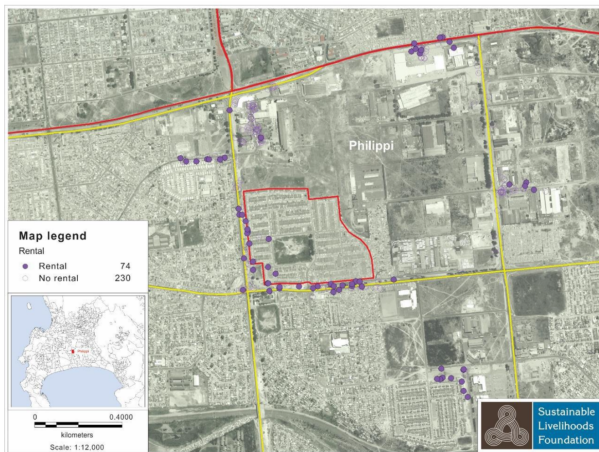 Philippi
Map legend
Rental
Rental 74
No rental 230
Philippi
0 0.4000
kilometers
Scale: 1:12,000
Sustainable
Livelihoods
Foundation